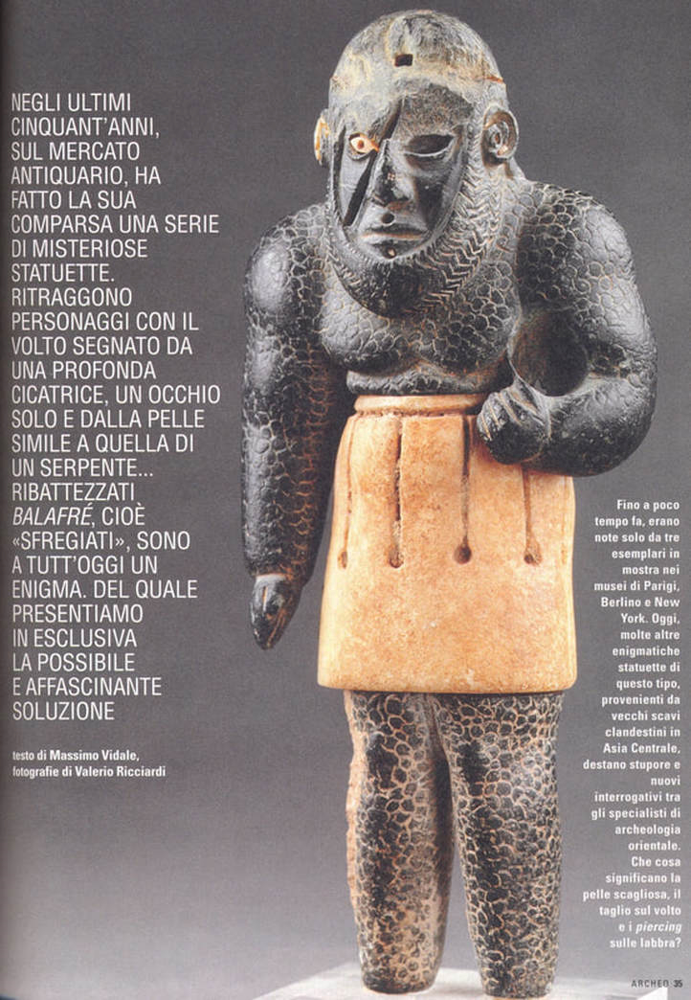 NEGLI ULTIMI
CINQUANT'ANNI,
SUL MERCATO
ANTIQUARIO, HA
FATTO LA SUA
COMPARSA UNA SERIE
DI MISTERIOSE
STATUETTE.
RITRAGGONO
PERSONAGGI CON IL
VOLTO SEGNATO DA
UNA PROFONDA
CICATRICE, UN OCCHIO
SOLO E DALLA PELLE
SIMILE A QUELLA DI
UN SERPENTE...
RIBATTEZZATI
BALAFRÉ, CIOÈ
«SFREGIATI», SONO
A TUTT'OGGI UN
ENIGMA. DEL QUALE
PRESENTIAMO
IN ESCLUSIVA
LA POSSIBILE
E AFFASCINANTE
SOLUZIONE
testo di Massimo Vidale,
fotografie di Valerio Ricciardi
Fino a poco
tempo fa, erano
note solo da tre
esemplari in
mostra nei
musei di Parigi,
Berlino e New
York. Oggi,
molte altre
enigmatiche
statuette di
questo tipo,
provenienti da
vecchi scavi
clandestini in
Asia Centrale,
destano stupore e
nuovi
interrogativi tra
gli specialisti di
archeologia
orientale.
Che cosa
significano la
pelle scagliosa, il
taglio sul volto
e i piercing
sulle labbra?
ARCHEO 35